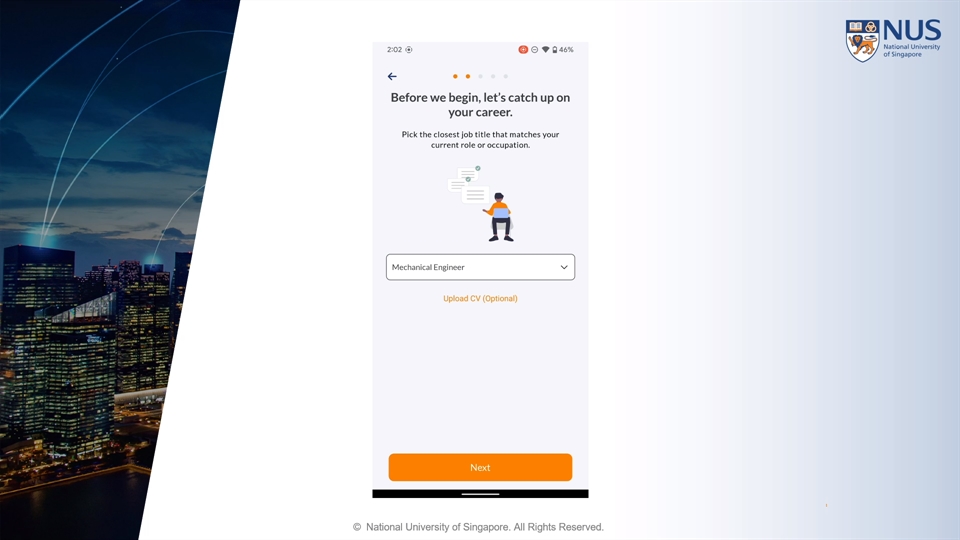 NUS
National University
of Singapore
2:02
46%
Before we begin, let's catch up on
your career.
Pick the closest job title that matches your
current role or occupation.
Mechanical Engineer
Upload CV (Optional)
Next
© National University of Singapore. All Rights Reserved.